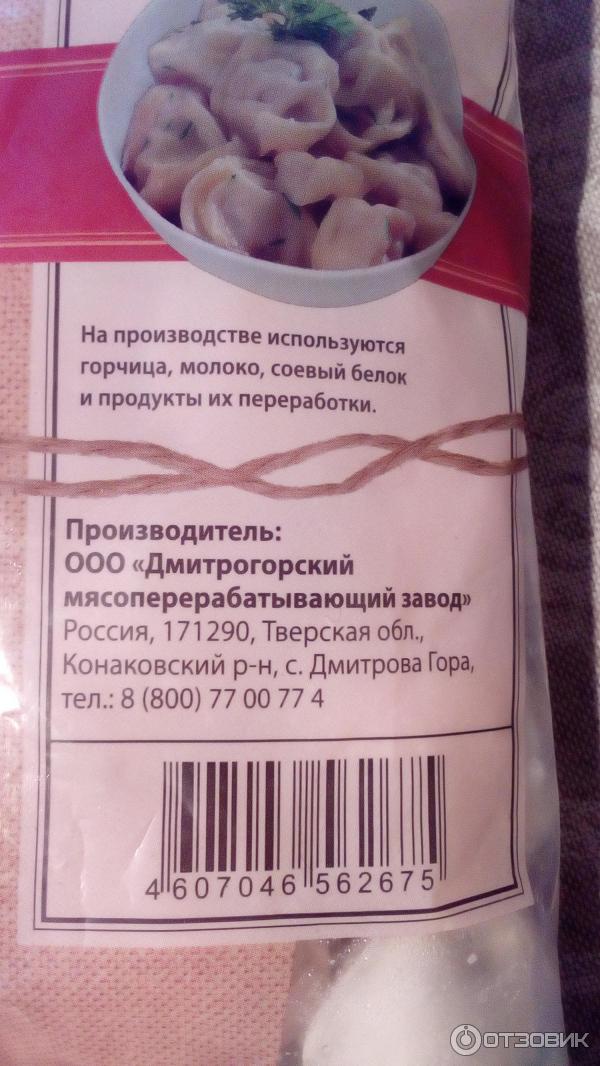 На производстве используются
горчица, молоко, соевый белок
и продукты их переработки.
Производитель:
ООО «Дмитрогорский
мясоперерабатывающий завод»
Россия, 171290, Тверская обл.,
Конаковский р-н, с. Дмитрова Гора,
тел.: 8 (800) 77 00 77 4
4 607046 562675
ОТЗОВИК